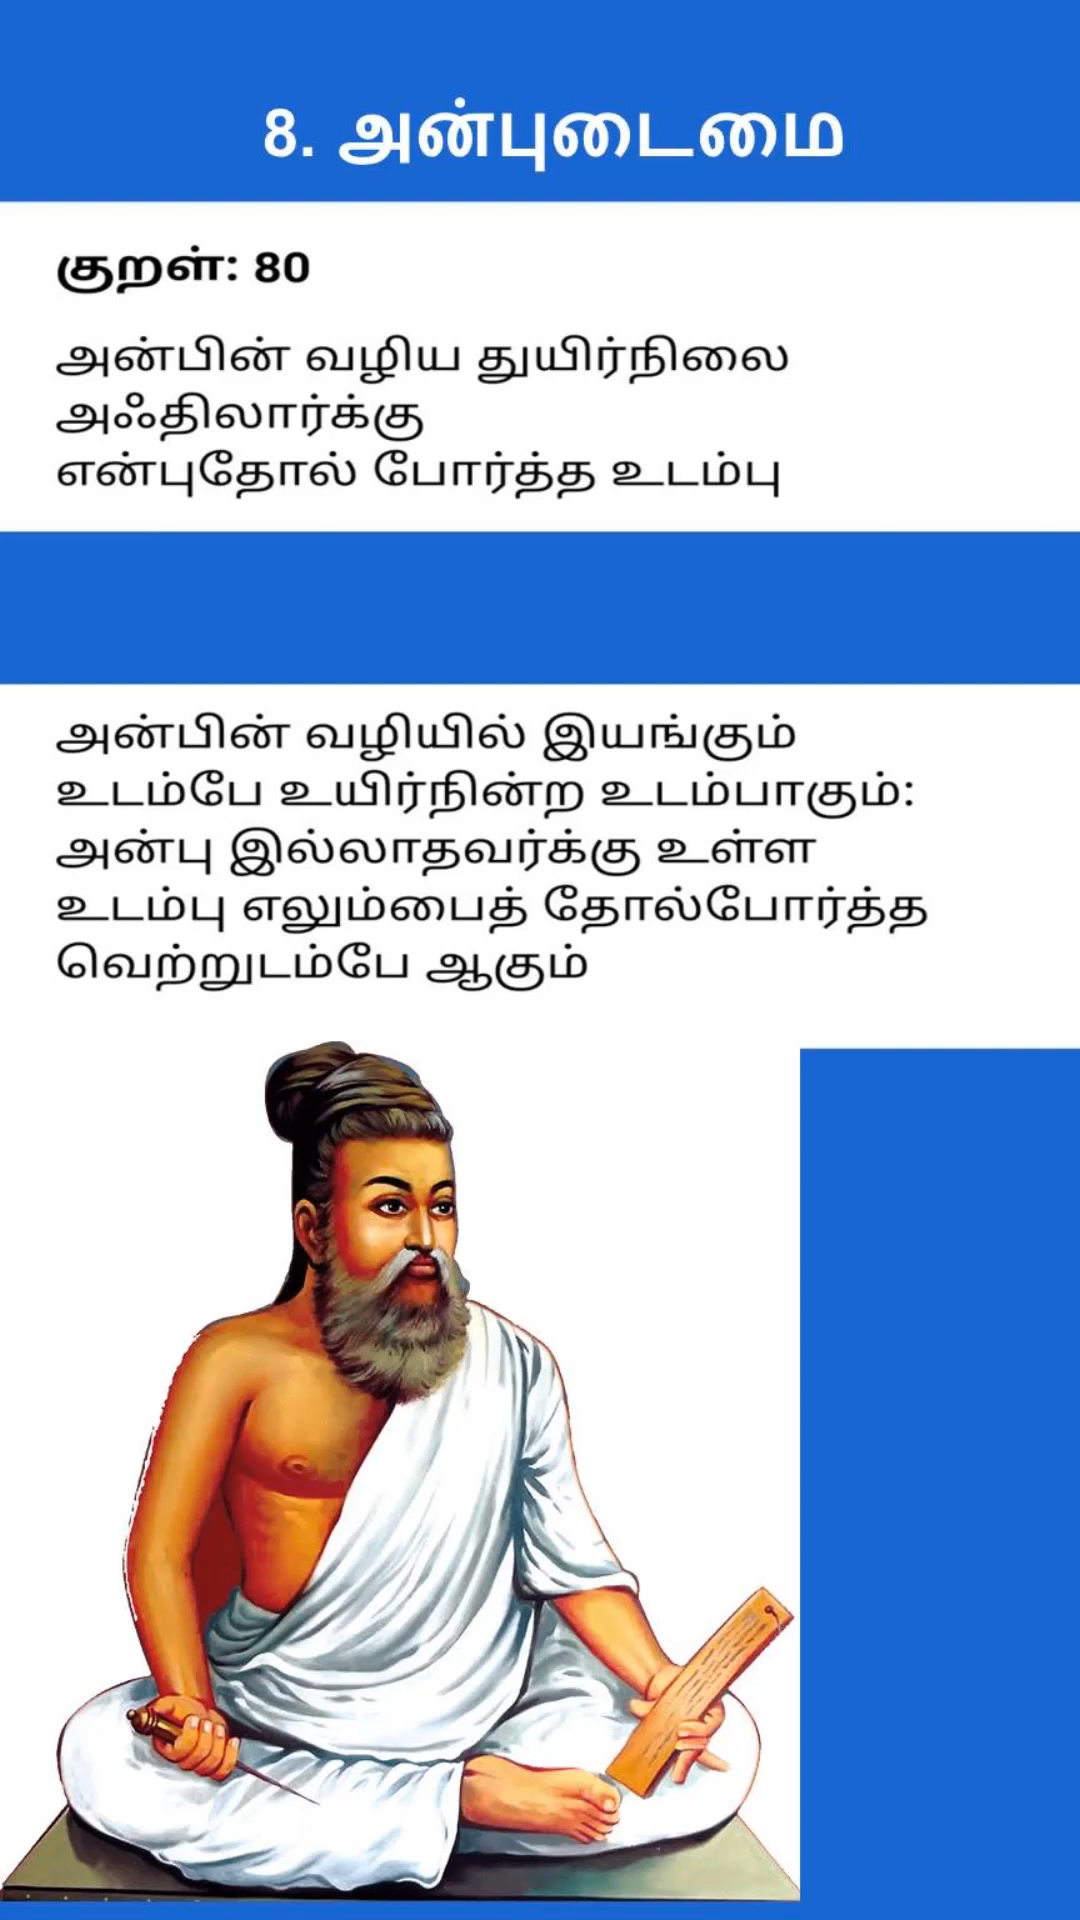 8. அன்புடைமை
குறள்: 80
அன்பின் வழிய துயிர்நிலை
அஃதிலார்க்கு
என்புதோல் போர்த்த உடம்பு
அன்பின் வழியில் இயங்கும்
உடம்பே உயிர்நின்ற உடம்பாகும்:
அன்பு இல்லாதவர்க்கு உள்ள
உடம்பு எலும்பைத் தோல்போர்த்த
வெற்றுடம்பே ஆகும்